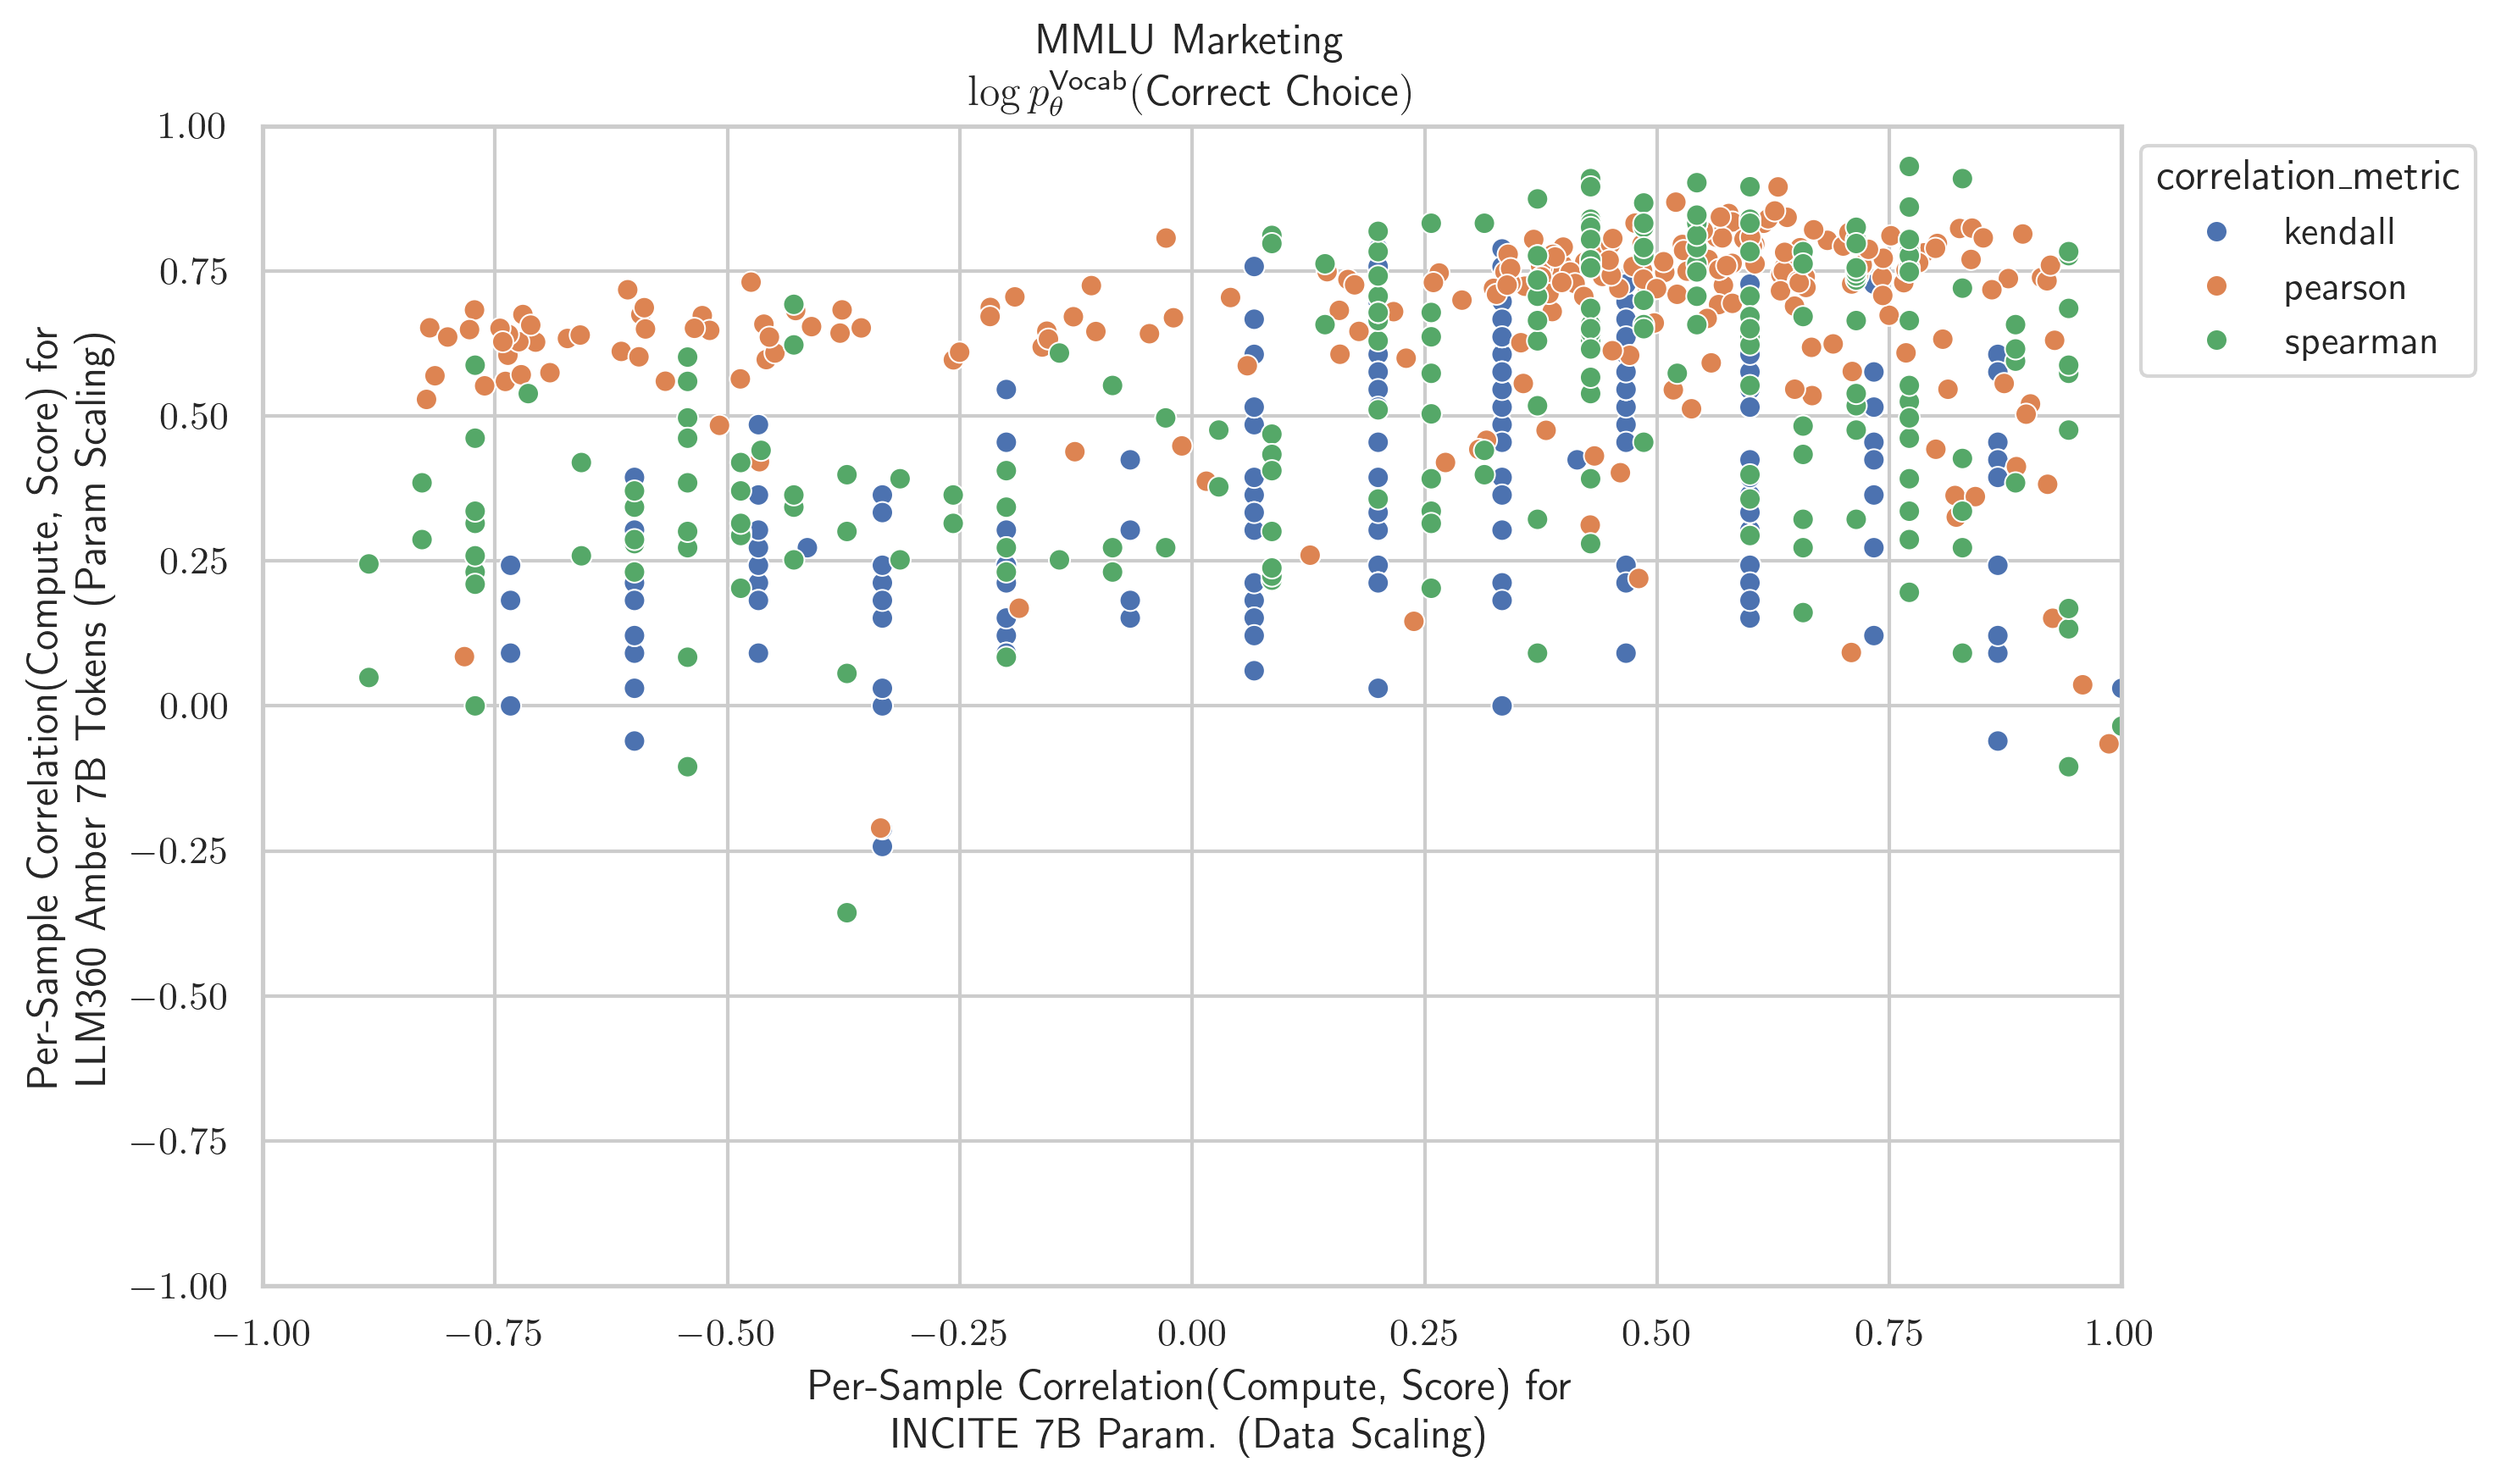 MMLU Marketing
log p_θ^Vocab(Correct Choice)
1.00
0.75
0.50
0.25
0.00
−0.25
−0.50
−0.75
−1.00
Per-Sample Correlation(Compute, Score) for
LLM360 Amber 7B Tokens (Param Scaling)
−1.00 −0.75 −0.50 −0.25 0.00 0.25 0.50 0.75 1.00
Per-Sample Correlation(Compute, Score) for
INCITE 7B Param. (Data Scaling)
correlation_metric
kendall
pearson
spearman